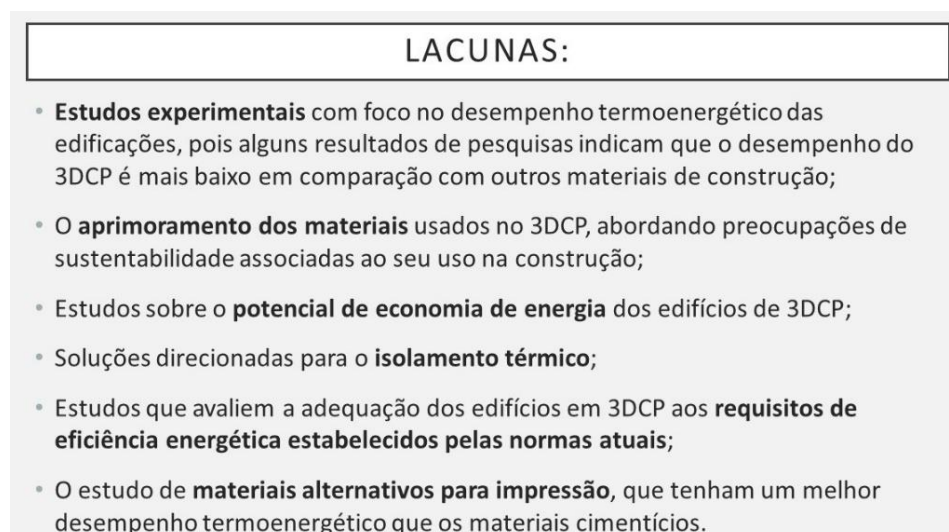 LACUNAS:
• Estudos experimentais com foco no desempenho termoenergético das
edificações, pois alguns resultados de pesquisas indicam que o desempenho do
3DCP é mais baixo em comparação com outros materiais de construção;
• O aprimoramento dos materiais usados no 3DCP, abordando preocupações de
sustentabilidade associadas ao seu uso na construção;
• Estudos sobre o potencial de economia de energia dos edifícios de 3DCP;
• Soluções direcionadas para o isolamento térmico;
• Estudos que avaliem a adequação dos edifícios em 3DCP aos requisitos de
eficiência energética estabelecidos pelas normas atuais;
• O estudo de materiais alternativos para impressão, que tenham um melhor
desempenho termoenergético que os materiais cimentícios.